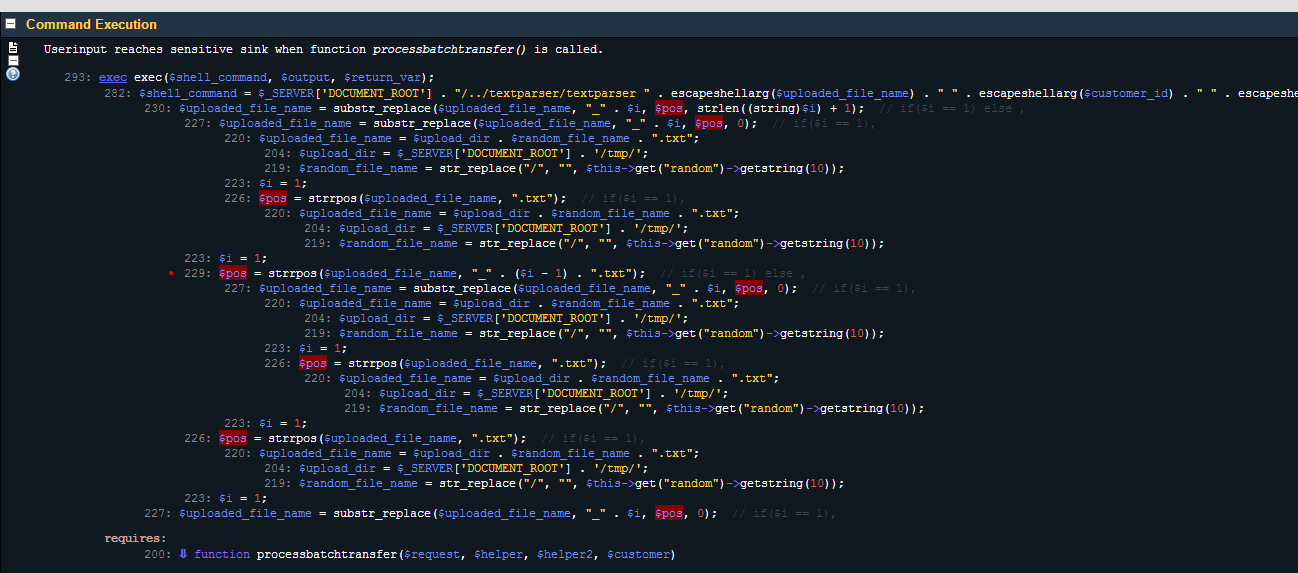 Command Execution
Userinput reaches sensitive sink when function processbatchtransfer() is called.
293: exec exec($shell_command, $output, $return_var);
282: $shell_command = $_SERVER['DOCUMENT_ROOT'] . "/../textparser/textparser " . escapeshellarg($uploaded_file_name) . " " . escapeshellarg($customer_id) . " " . escapeshe
230: $uploaded_file_name = substr_replace($uploaded_file_name, "_" . $i, $pos, strlen((string)$i) + 1); // if($i == 1) else ,
227: $uploaded_file_name = substr_replace($uploaded_file_name, "_" . $i, $pos, 0); // if($i == 1),
220: $uploaded_file_name = $upload_dir . $random_file_name . ".txt";
204: $upload_dir = $_SERVER['DOCUMENT_ROOT'] . '/tmp/';
219: $random_file_name = str_replace("/", "", $this->get("random")->getstring(10));
223: $i = 1;
226: $pos = strrpos($uploaded_file_name, ".txt"); // if($i == 1),
220: $uploaded_file_name = $upload_dir . $random_file_name . ".txt";
204: $upload_dir = $_SERVER['DOCUMENT_ROOT'] . '/tmp/';
219: $random_file_name = str_replace("/", "", $this->get("random")->getstring(10));
223: $i = 1;
229: $pos = strrpos($uploaded_file_name, "_" . ($i - 1) . ".txt"); // if($i == 1) else ,
227: $uploaded_file_name = substr_replace($uploaded_file_name, "_" . $i, $pos, 0); // if($i == 1),
220: $uploaded_file_name = $upload_dir . $random_file_name . ".txt";
204: $upload_dir = $_SERVER['DOCUMENT_ROOT'] . '/tmp/';
219: $random_file_name = str_replace("/", "", $this->get("random")->getstring(10));
223: $i = 1;
226: $pos = strrpos($uploaded_file_name, ".txt"); // if($i == 1),
220: $uploaded_file_name = $upload_dir . $random_file_name . ".txt";
204: $upload_dir = $_SERVER['DOCUMENT_ROOT'] . '/tmp/';
219: $random_file_name = str_replace("/", "", $this->get("random")->getstring(10));
223: $i = 1;
226: $pos = strrpos($uploaded_file_name, ".txt"); // if($i == 1),
220: $uploaded_file_name = $upload_dir . $random_file_name . ".txt";
204: $upload_dir = $_SERVER['DOCUMENT_ROOT'] . '/tmp/';
219: $random_file_name = str_replace("/", "", $this->get("random")->getstring(10));
223: $i = 1;
227: $uploaded_file_name = substr_replace($uploaded_file_name, "_" . $i, $pos, 0); // if($i == 1),
requires:
200: ⇓ function processbatchtransfer($request, $helper, $helper2, $customer)